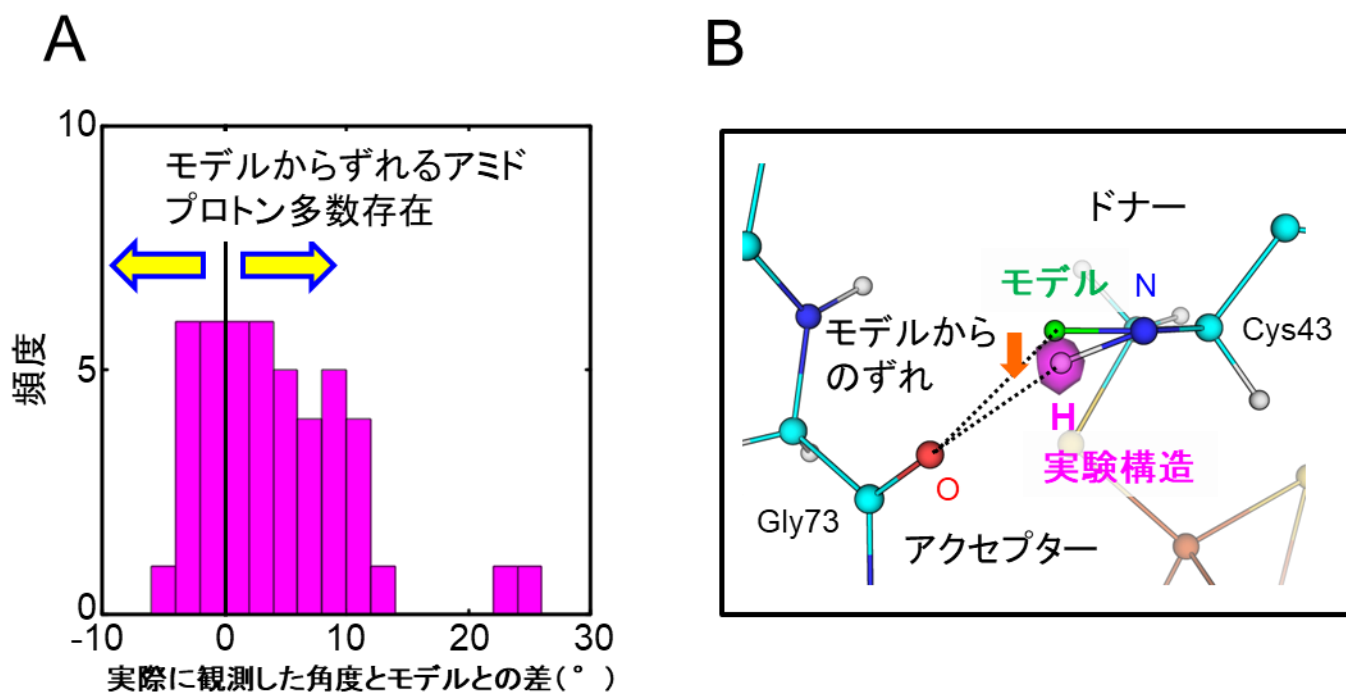 A
10
モデルからずれるアミド
プロトン多数存在
5
頻度
0
-10 0 10 20 30
実際に観測した角度とモデルとの差(° )
B
ドナー
モデル
N
モデルから
のずれ
Cys43
H
実験構造
O
Gly73
アクセプター